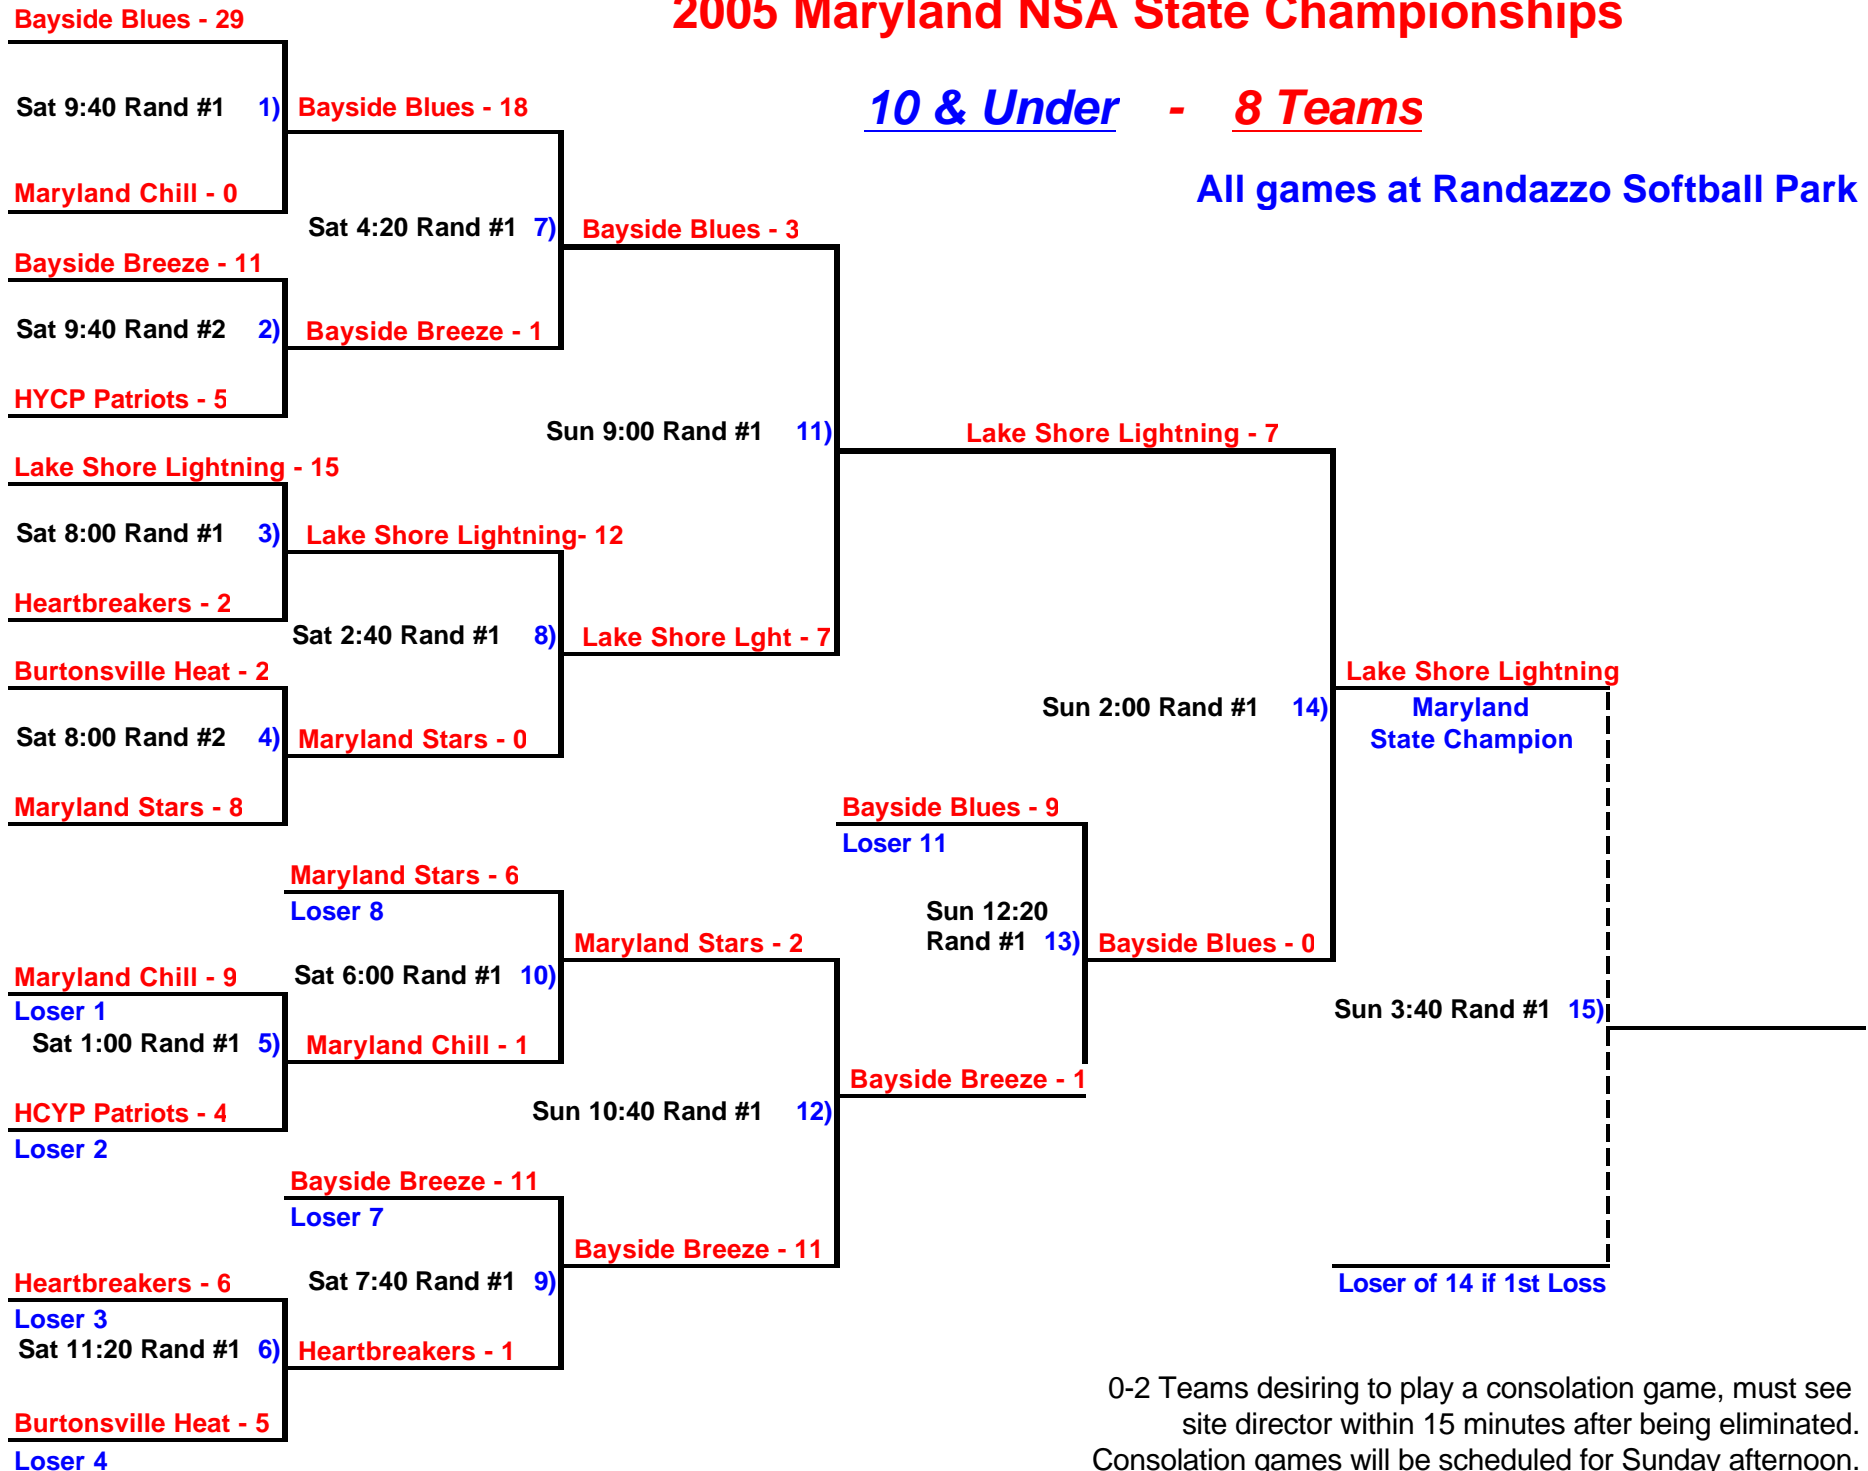 2005 Maryland NSA State Championships
10 & Under - 8 Teams
All games at Randazzo Softball Park
Bayside Blues - 29
Sat 9:40 Rand #1 1)
Maryland Chill - 0
Bayside Breeze - 11
Sat 9:40 Rand #2 2)
HYCP Patriots - 5
Lake Shore Lightning - 15
Sat 8:00 Rand #1 3)
Heartbreakers - 2
Burtonsville Heat - 2
Sat 8:00 Rand #2 4)
Maryland Stars - 8
Bayside Blues - 18
Sat 4:20 Rand #1 7)
Bayside Breeze - 1
Lake Shore Lightning- 12
Sat 2:40 Rand #1 8)
Maryland Stars - 0
Bayside Blues - 3
Sun 9:00 Rand #1 11)
Lake Shore Lght - 7
Lake Shore Lightning - 7
Sun 2:00 Rand #1 14)
Lake Shore Lightning
Maryland
State Champion
Maryland Chill - 9
Loser 1
Sat 1:00 Rand #1 5)
HCYP Patriots - 4
Loser 2
Heartbreakers - 6
Loser 3
Sat 11:20 Rand #1 6)
Burtonsville Heat - 5
Loser 4
Maryland Stars - 6
Loser 8
Sat 6:00 Rand #1 10)
Maryland Chill - 1
Bayside Breeze - 11
Loser 7
Sat 7:40 Rand #1 9)
Heartbreakers - 1
Maryland Stars - 2
Sun 10:40 Rand #1 12)
Bayside Breeze - 11
Bayside Blues - 9
Loser 11
Sun 12:20
Rand #1 13)
Bayside Breeze - 1
Bayside Blues - 0
Sun 3:40 Rand #1 15)
Loser of 14 if 1st Loss
0-2 Teams desiring to play a consolation game, must see
site director within 15 minutes after being eliminated.
Consolation games will be scheduled for Sunday afternoon.